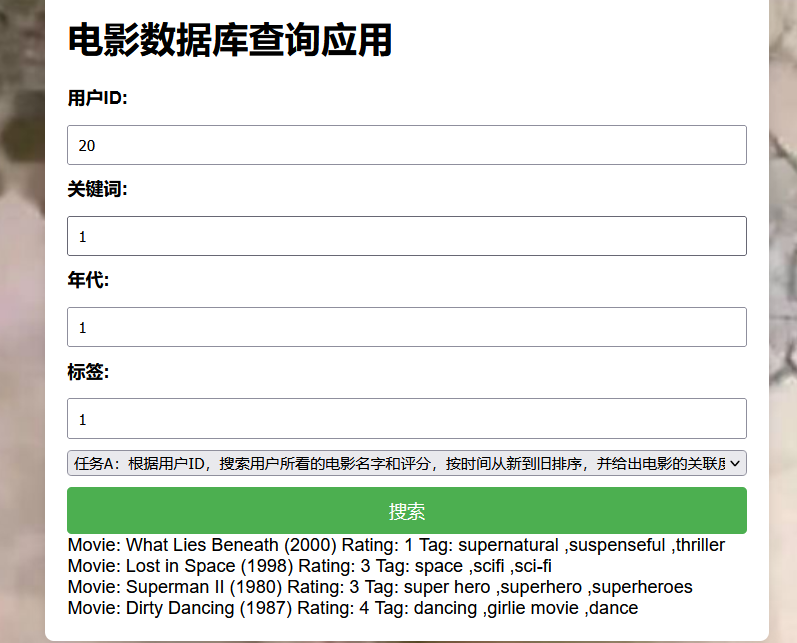 电影数据库查询应用
用户ID:
20
关键词:
1
年代:
1
标签:
1
任务A：根据用户ID，搜索用户所看的电影名字和评分，按时间从新到旧排序，并给出电影的关联
搜索
Movie: What Lies Beneath (2000) Rating: 1 Tag: supernatural ,suspenseful ,thriller
Movie: Lost in Space (1998) Rating: 3 Tag: space ,scifi ,sci-fi
Movie: Superman II (1980) Rating: 3 Tag: super hero ,superhero ,superheroes
Movie: Dirty Dancing (1987) Rating: 4 Tag: dancing ,girlie movie ,dance